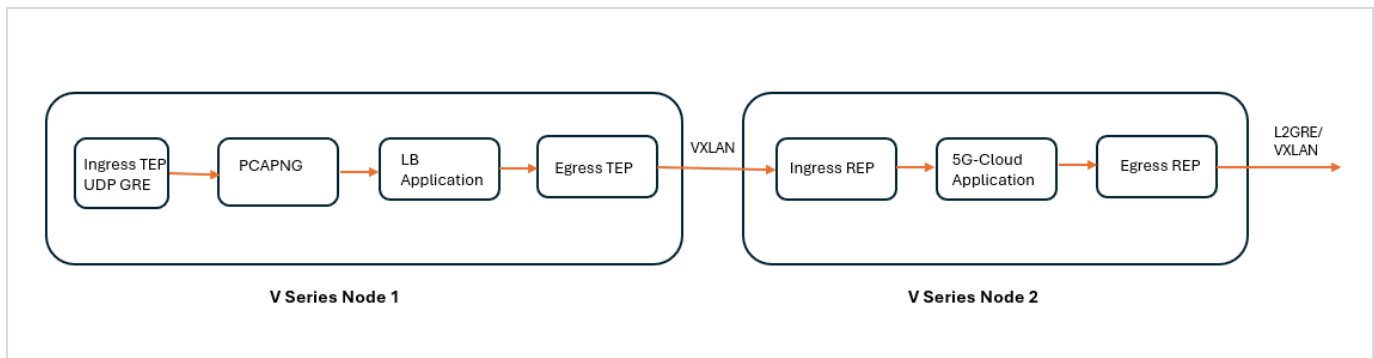 Ingress TEP
UDP GRE
PCAPNG
LB
Application
Egress TEP
VXLAN
Ingress REP
5G-Cloud
Application
Egress REP
L2GRE/
VXLAN
V Series Node 1
V Series Node 2